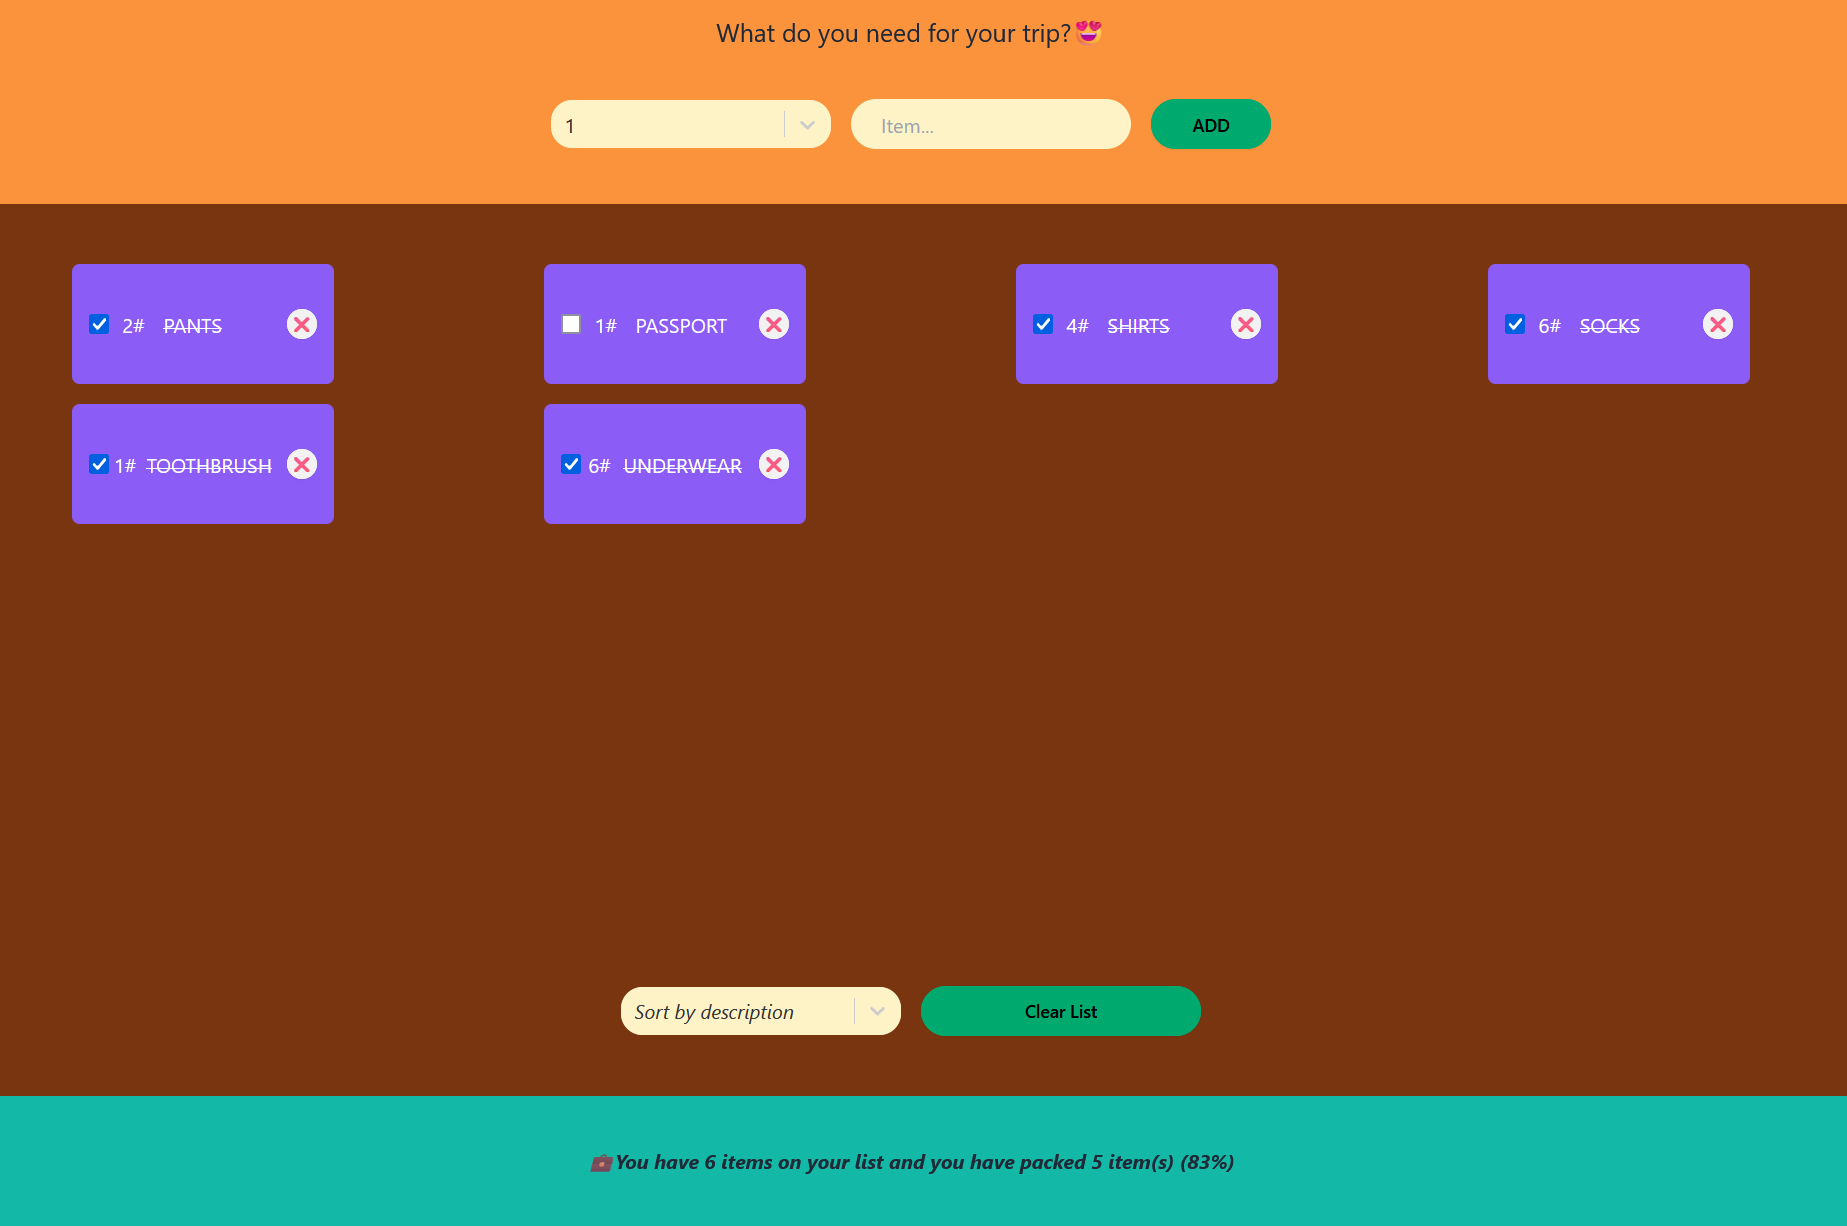 What do you need for your trip?😍
1
Item...
ADD
2# PANTS
1# PASSPORT
4# SHIRTS
6# SOCKS
1# TOOTHBRUSH
6# UNDERWEAR
Sort by description
Clear List
💼You have 6 items on your list and you have packed 5 item(s) (83%)